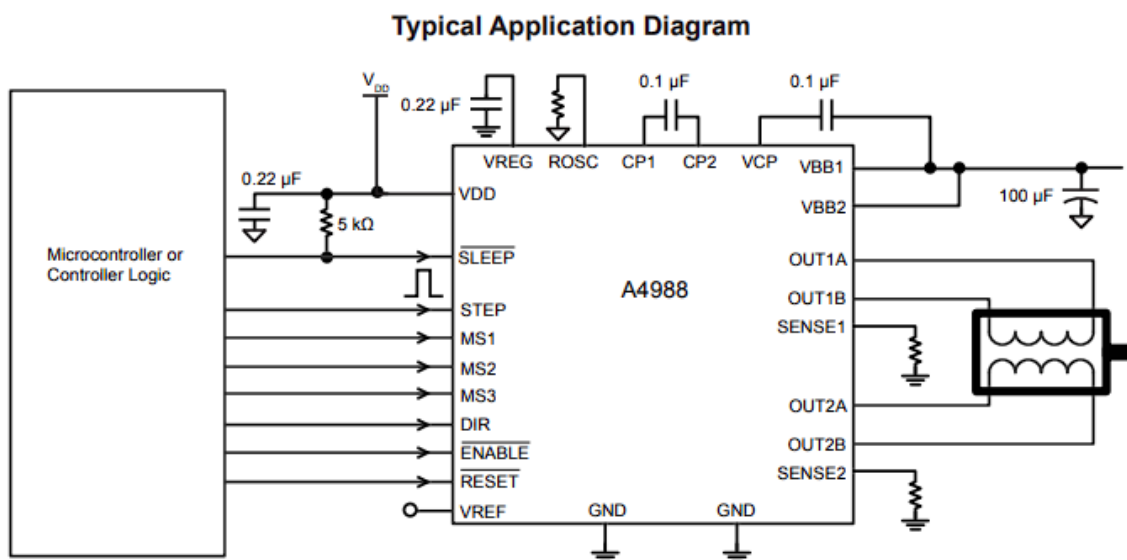 Typical Application Diagram
V_DD
0.22 µF
0.1 µF
0.1 µF
VREG
ROSC
CP1
CP2
VCP
VBB1
0.22 µF
VDD
5 kΩ
VBB2
100 µF
Microcontroller or
Controller Logic
SLEEP
OUT1A
A4988
OUT1B
STEP
SENSE1
MS1
MS2
MS3
OUT2A
DIR
OUT2B
ENABLE
SENSE2
RESET
VREF
GND
GND